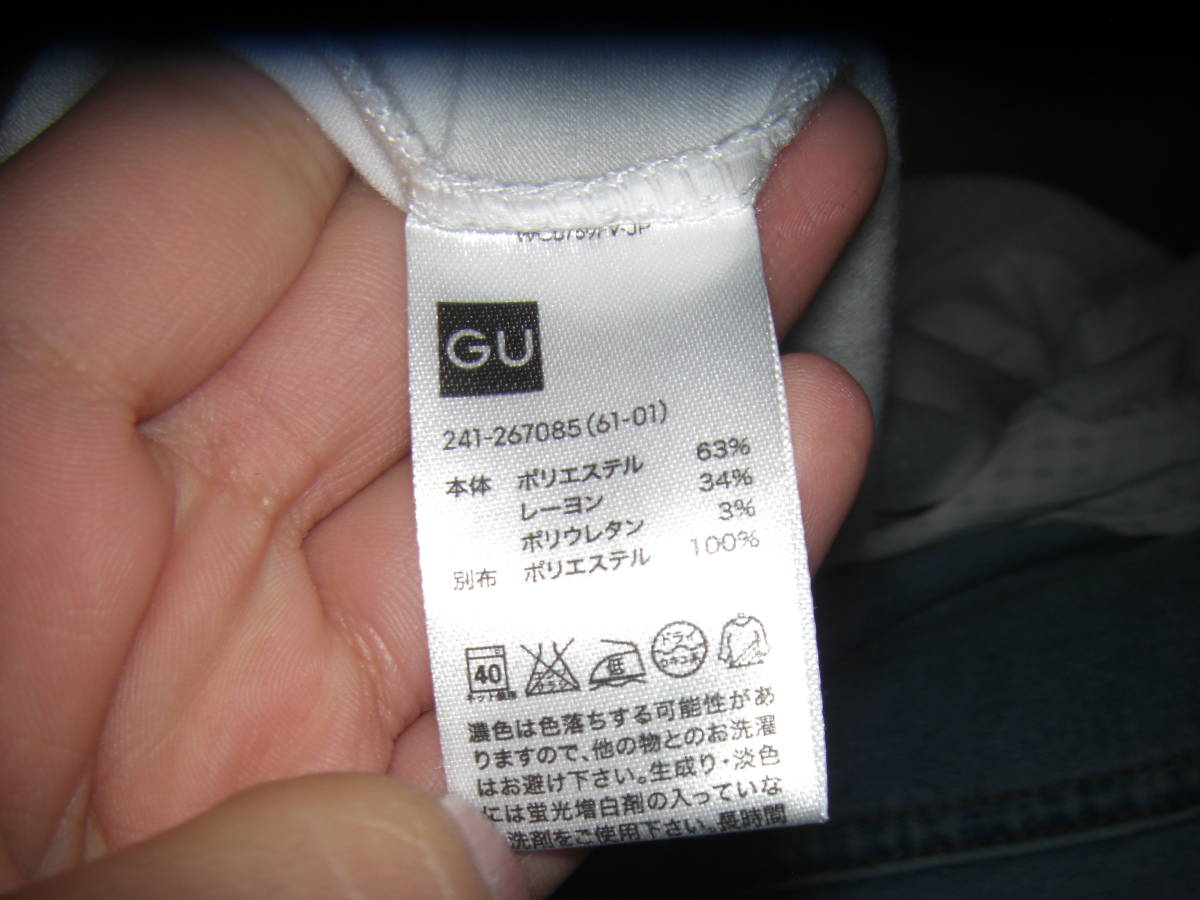 GU
241-267085(61-01)
本体 ポリエステル 63%
レーヨン 34%
ポリウレタン 3%
別布 ポリエステル 100%
40 低 ドライ
濃色は色落ちする可能性があ
りますので、他の物とのお洗濯
はお避け下さい。生成り・淡色
には蛍光増白剤の入っていな
洗剤をご使用下さい。長時間